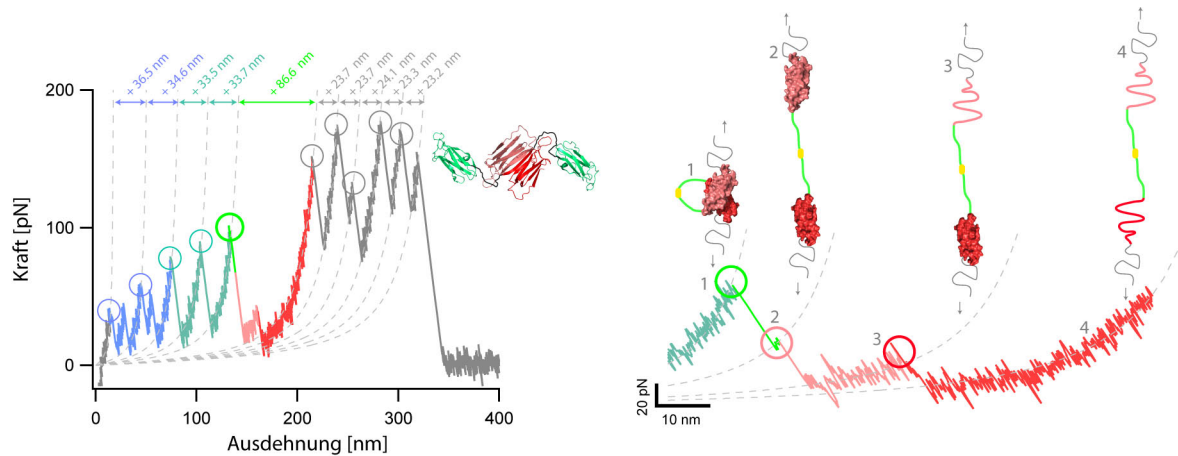 + 36.5 nm
+ 34,6 nm
+ 33.5 nm
+ 33.7 nm
+ 86.6 nm
+ 23.7 nm
+ 23.7 nm
+ 24.1 nm
+ 23.3 nm
+ 23.2 nm
200
100
0
Kraft [pN]
0
100
200
300
400
Ausdehnung [nm]
1
2
3
4
1
2
3
4
20 pN
10 nm